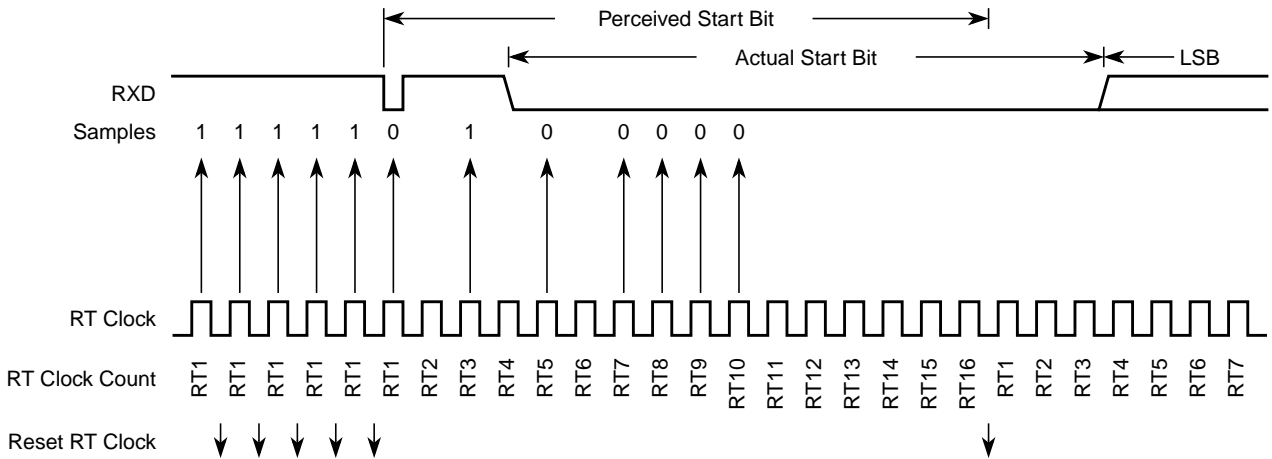 Perceived Start Bit
Actual Start Bit
LSB
RXD
Samples 1 1 1 1 1 0 1 0 0 0 0 0
RT Clock
RT Clock Count RT1 RT1 RT1 RT1 RT1 RT1 RT2 RT3 RT4 RT5 RT6 RT7 RT8 RT9 RT10 RT11 RT12 RT13 RT14 RT15 RT16 RT1 RT2 RT3 RT4 RT5 RT6 RT7
Reset RT Clock